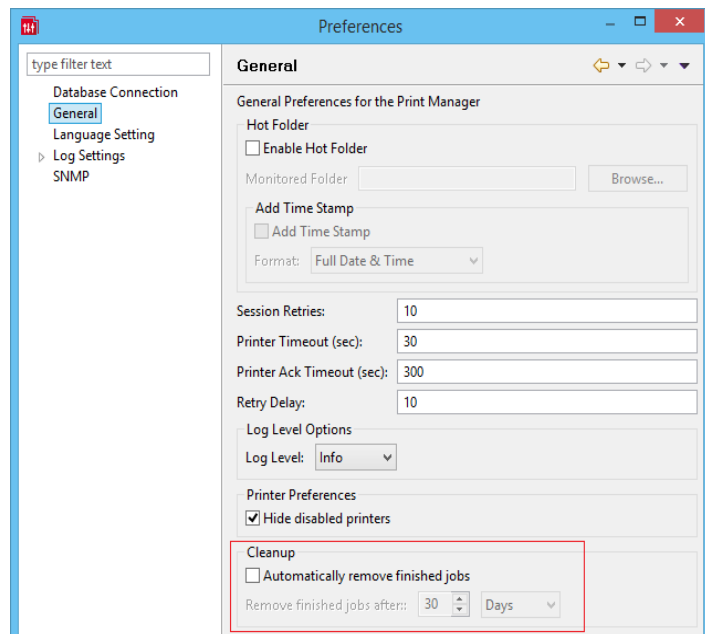 Preferences
type filter text
Database Connection
General
Language Setting
Log Settings
SNMP
General
General Preferences for the Print Manager
Hot Folder
Enable Hot Folder
Monitored Folder Browse...
Add Time Stamp
Add Time Stamp
Format: Full Date & Time
Session Retries: 10
Printer Timeout (sec): 30
Printer Ack Timeout (sec): 300
Retry Delay: 10
Log Level Options
Log Level: Info
Printer Preferences
Hide disabled printers
Cleanup
Automatically remove finished jobs
Remove finished jobs after:: 30 Days